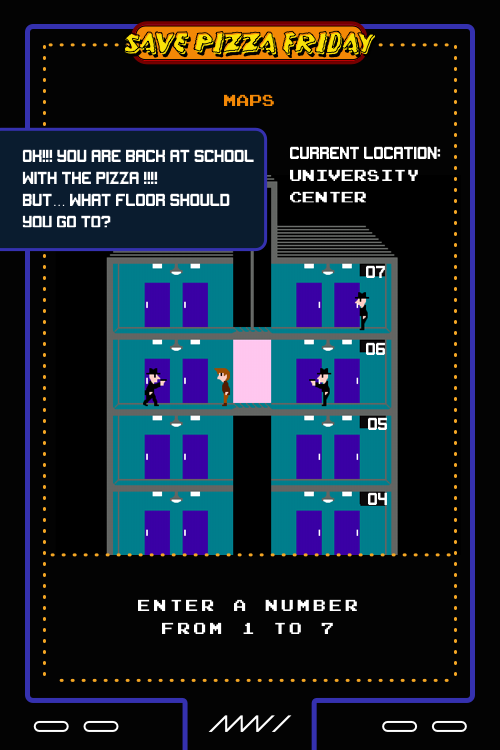 SAVE PIZZA FRIDAY
MAPS
OH!!! YOU ARE BACK AT SCHOOL
WITH THE PIZZA !!!!
BUT... WHAT FLOOR SHOULD
YOU GO TO?
CURRENT LOCATION:
UNIVERSITY
CENTER
07
06
05
04
ENTER A NUMBER
FROM 1 TO 7